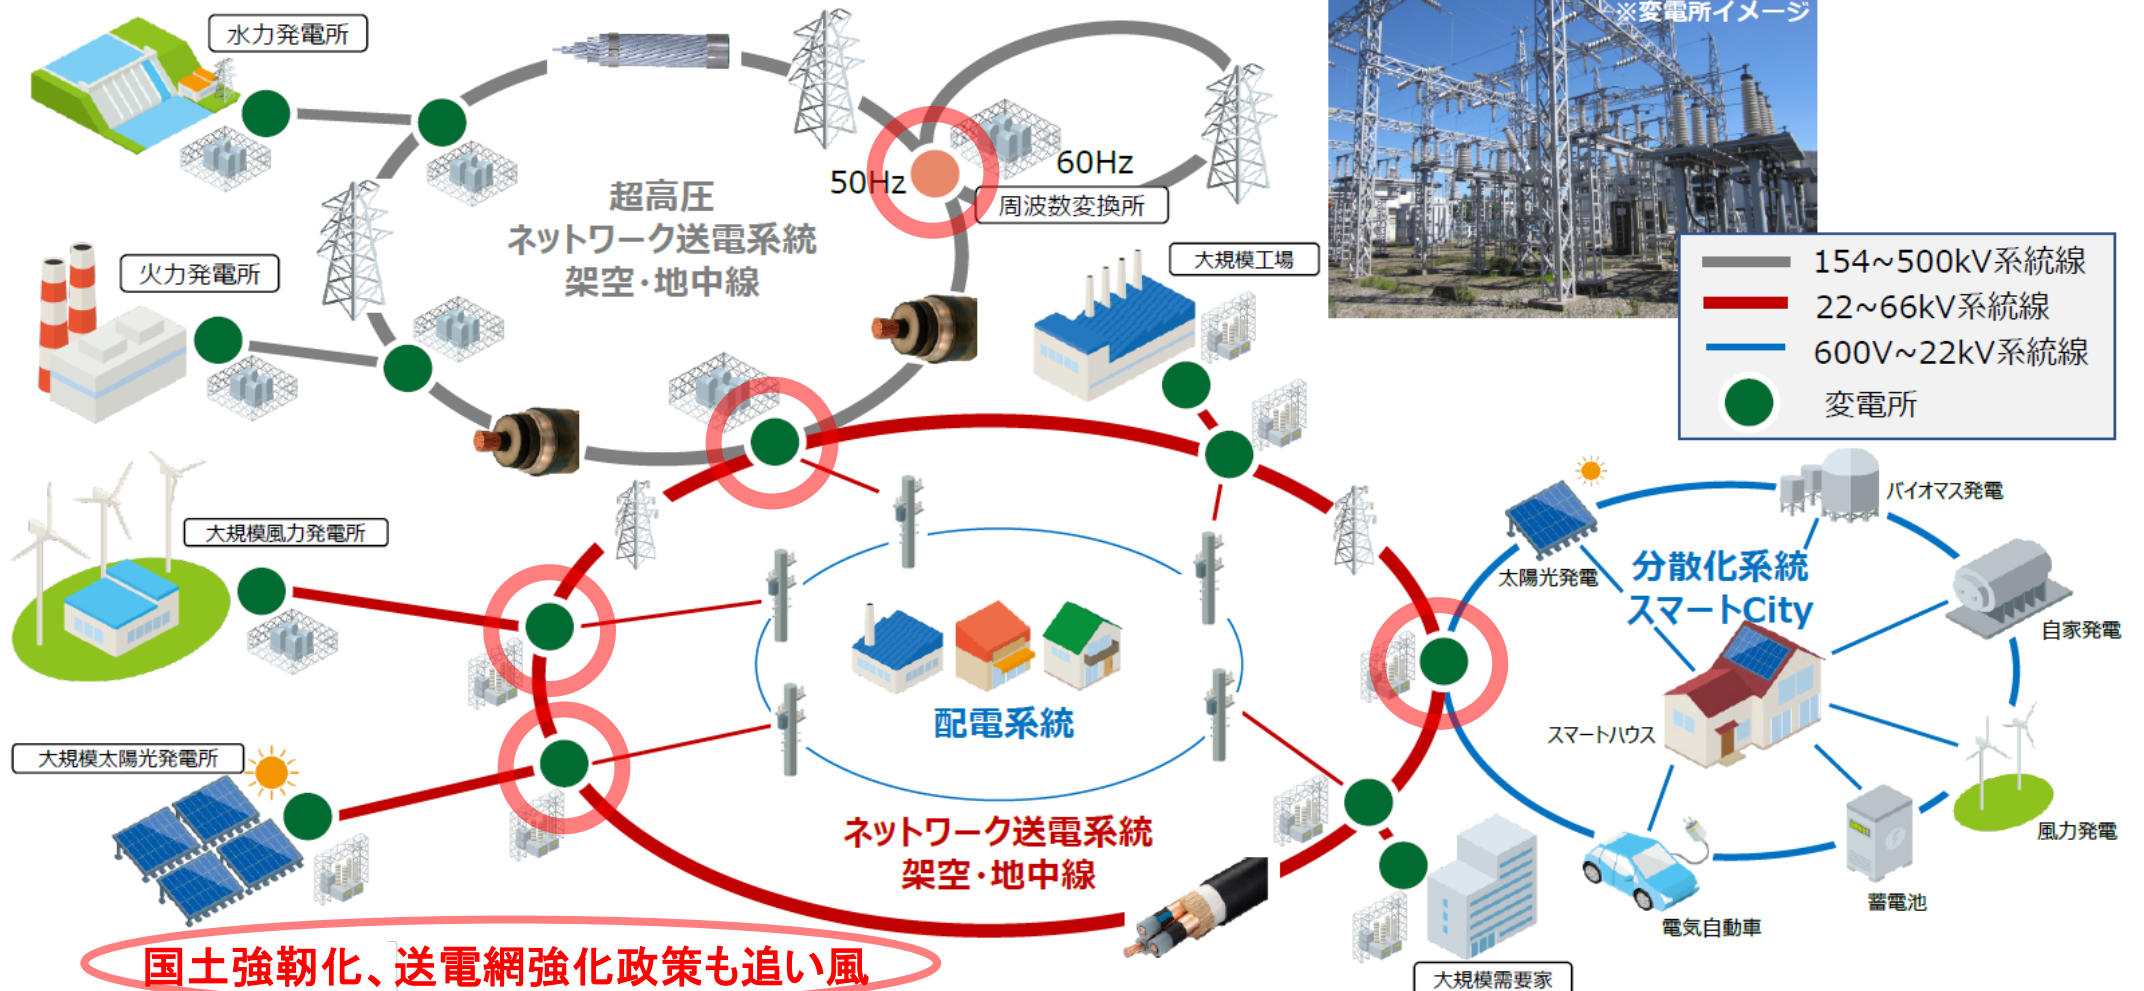 水力発電所
※変電所イメージ
50Hz
60Hz
周波数変換所
超高圧
ネットワーク送電系統
架空・地中線
火力発電所
大規模工場
154~500kV系統線
22~66kV系統線
600V~22kV系統線
変電所
大規模風力発電所
バイオマス発電
太陽光発電
分散化系統
スマートCity
自家発電
配電系統
スマートハウス
大規模太陽光発電所
ネットワーク送電系統
架空・地中線
風力発電
蓄電池
電気自動車
国土強靭化、送電網強化政策も追い風
大規模需要家